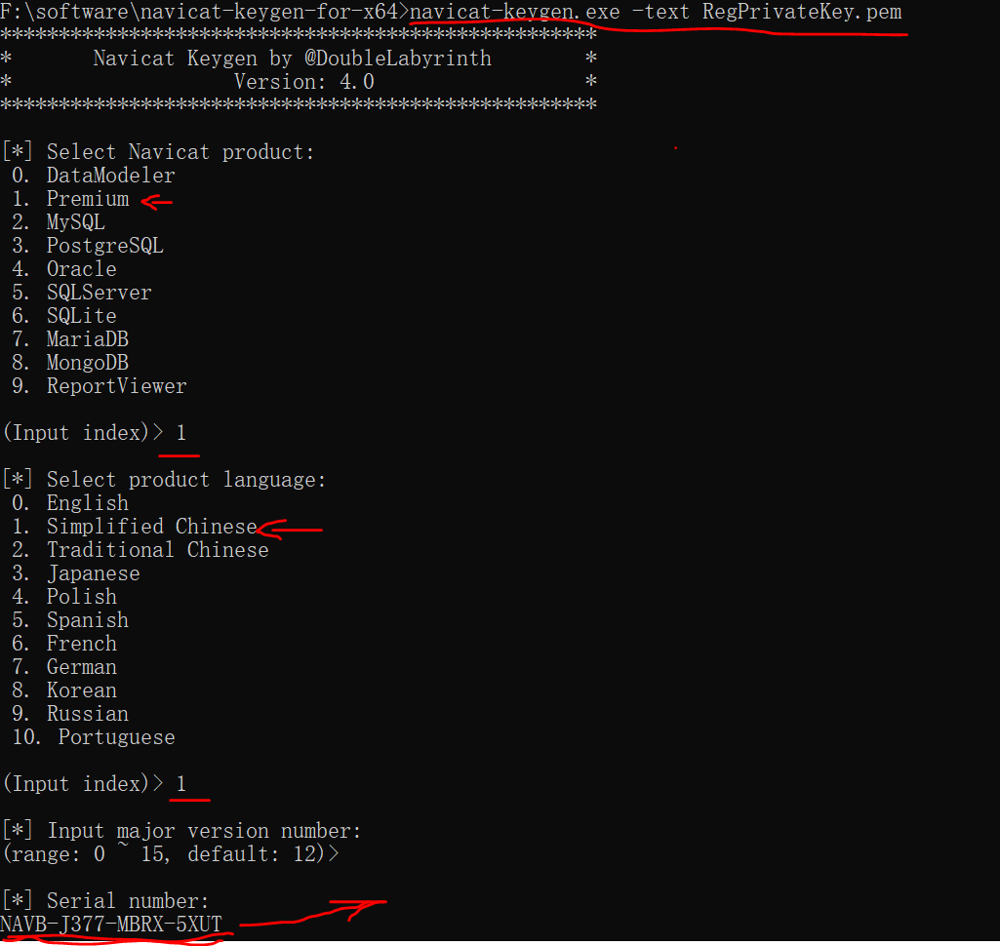 F:\software\navicat-keygen-for-x64>navicat-keygen.exe -text RegPrivateKey.pem
***************************************************
* Navicat Keygen by @DoubleLabyrinth *
* Version: 4.0 *
***************************************************
[*] Select Navicat product:
0. DataModeler
1. Premium
2. MySQL
3. PostgreSQL
4. Oracle
5. SQLServer
6. SQLite
7. MariaDB
8. MongoDB
9. ReportViewer
(Input index)> 1
[*] Select product language:
0. English
1. Simplified Chinese
2. Traditional Chinese
3. Japanese
4. Polish
5. Spanish
6. French
7. German
8. Korean
9. Russian
10. Portuguese
(Input index)> 1
[*] Input major version number:
(range: 0 ~ 15, default: 12)>
[*] Serial number:
NAVB-J377-MBRX-5XUT